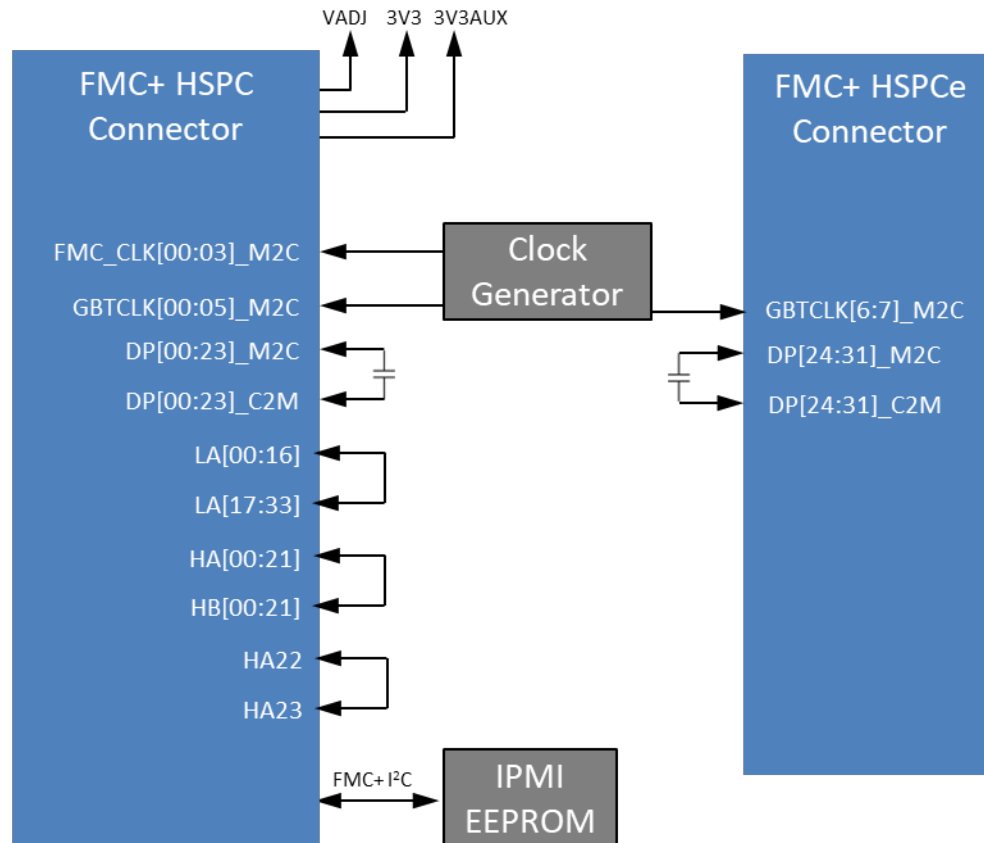 VADJ 3V3 3V3AUX
FMC+ HSPC
Connector
FMC+ HSPCe
Connector
Clock
Generator
FMC_CLK[00:03]_M2C
GBTCLK[00:05]_M2C
GBTCLK[6:7]_M2C
DP[00:23]_M2C
DP[24:31]_M2C
DP[00:23]_C2M
DP[24:31]_C2M
LA[00:16]
LA[17:33]
HA[00:21]
HB[00:21]
HA22
HA23
FMC+ I²C
IPMI
EEPROM